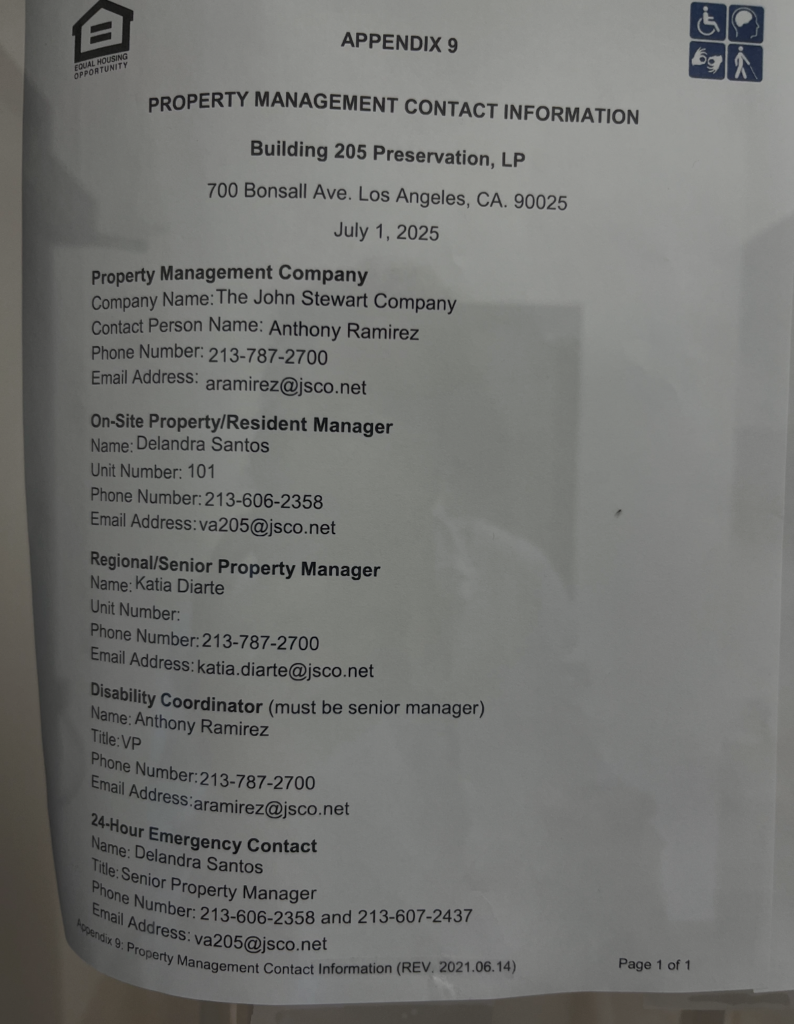 EQUAL HOUSING
OPPORTUNITY
APPENDIX 9
PROPERTY MANAGEMENT CONTACT INFORMATION
Building 205 Preservation, LP
700 Bonsall Ave. Los Angeles, CA. 90025
July 1, 2025
Property Management Company
Company Name: The John Stewart Company
Contact Person Name: Anthony Ramirez
Phone Number: 213-787-2700
Email Address: aramirez@jsco.net
On-Site Property/Resident Manager
Name: Delandra Santos
Unit Number: 101
Phone Number: 213-606-2358
Email Address: va205@jsco.net
Regional/Senior Property Manager
Name: Katia Diarte
Unit Number:
Phone Number: 213-787-2700
Email Address: katia.diarte@jsco.net
Disability Coordinator (must be senior manager)
Name: Anthony Ramirez
Title: VP
Phone Number: 213-787-2700
Email Address: aramirez@jsco.net
24-Hour Emergency Contact
Name: Delandra Santos
Title: Senior Property Manager
Phone Number: 213-606-2358 and 213-607-2437
Email Address: va205@jsco.net
Appendix 9: Property Management Contact Information (REV. 2021.06.14)
Page 1 of 1